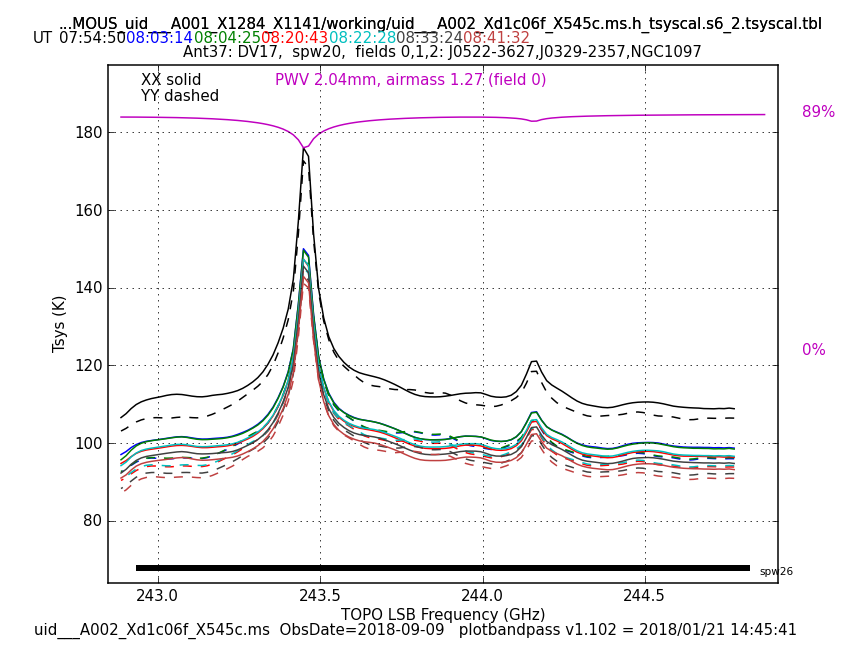 ...MOUS_uid___A001_X1284_X1141/working/uid___A002_Xd1c06f_X545c.ms.h_tsyscal.s6_2.tsyscal.tbl
UT 07:54:50 08:03:14 08:04:25 08:20:43 08:22:28 08:33:24 08:41:32
Ant37: DV17, spw20, fields 0,1,2: J0522-3627,J0329-2357,NGC1097
XX solid
PWV 2.04mm, airmass 1.27 (field 0)
YY dashed
89%
180
160
140
120
100
80
0%
Tsys (K)
spw26
243.0 243.5 244.0 244.5
TOPO LSB Frequency (GHz)
uid___A002_Xd1c06f_X545c.ms ObsDate=2018-09-09 plotbandpass v1.102 = 2018/01/21 14:45:41